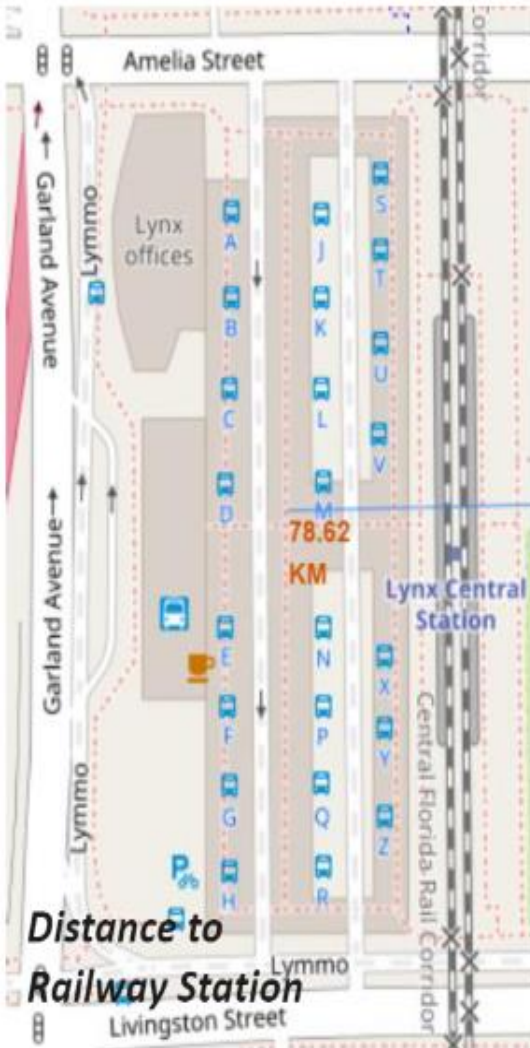 Corridor
Amelia Street
Garland Avenue
Lymmo
Lynx
offices
S
A
J
T
B
K
U
C
L
V
D
M
78.62
KM
Lynx Central
Station
Garland Avenue
E
N
X
F
P
Y
G
Q
Z
H
R
Central Florida Rail Corridor
Lymmo
P
Distance to
Railway Station
Lymmo
Livingston Street